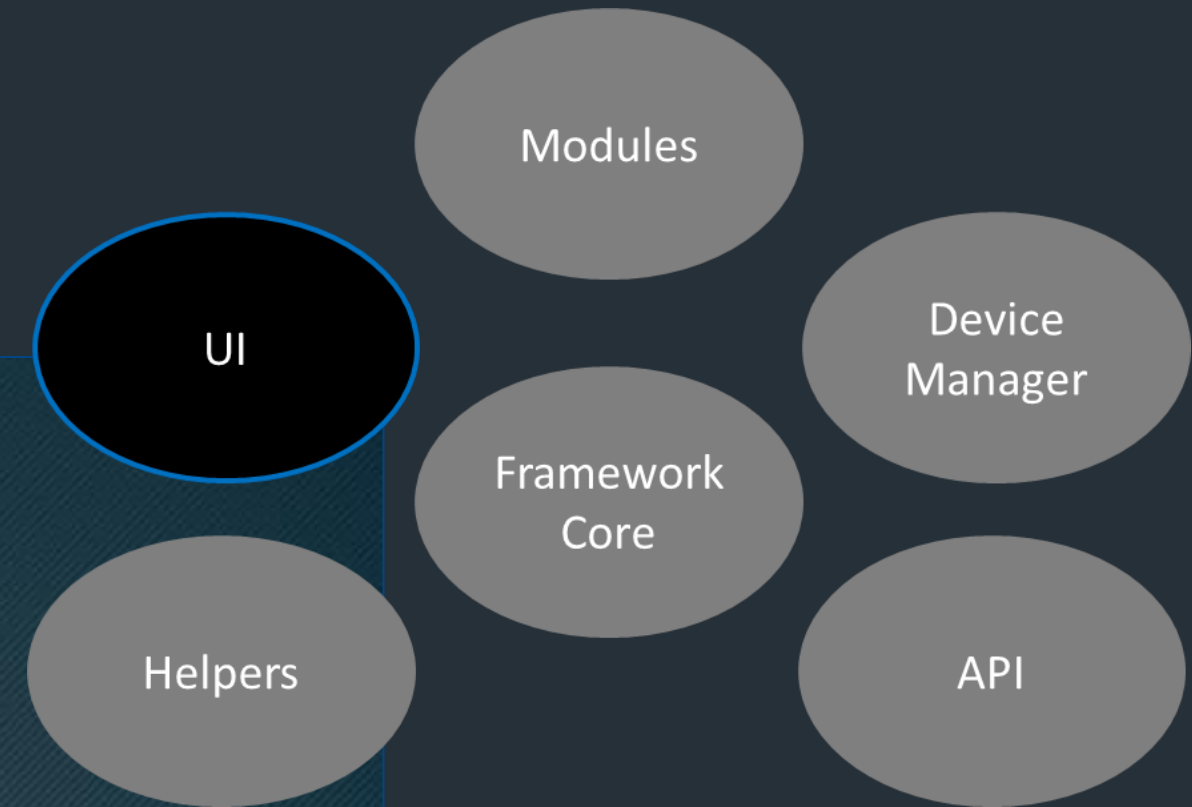 Modules
UI
Device
Manager
Framework
Core
Helpers
API